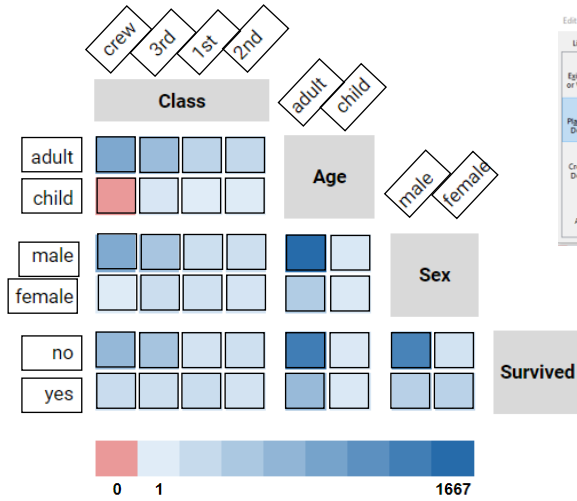 crew 3rd 1st 2nd
Class
adult child
adult
child
Age
male female
male
female
Sex
no
yes
Survived
0 1 1667
Edit